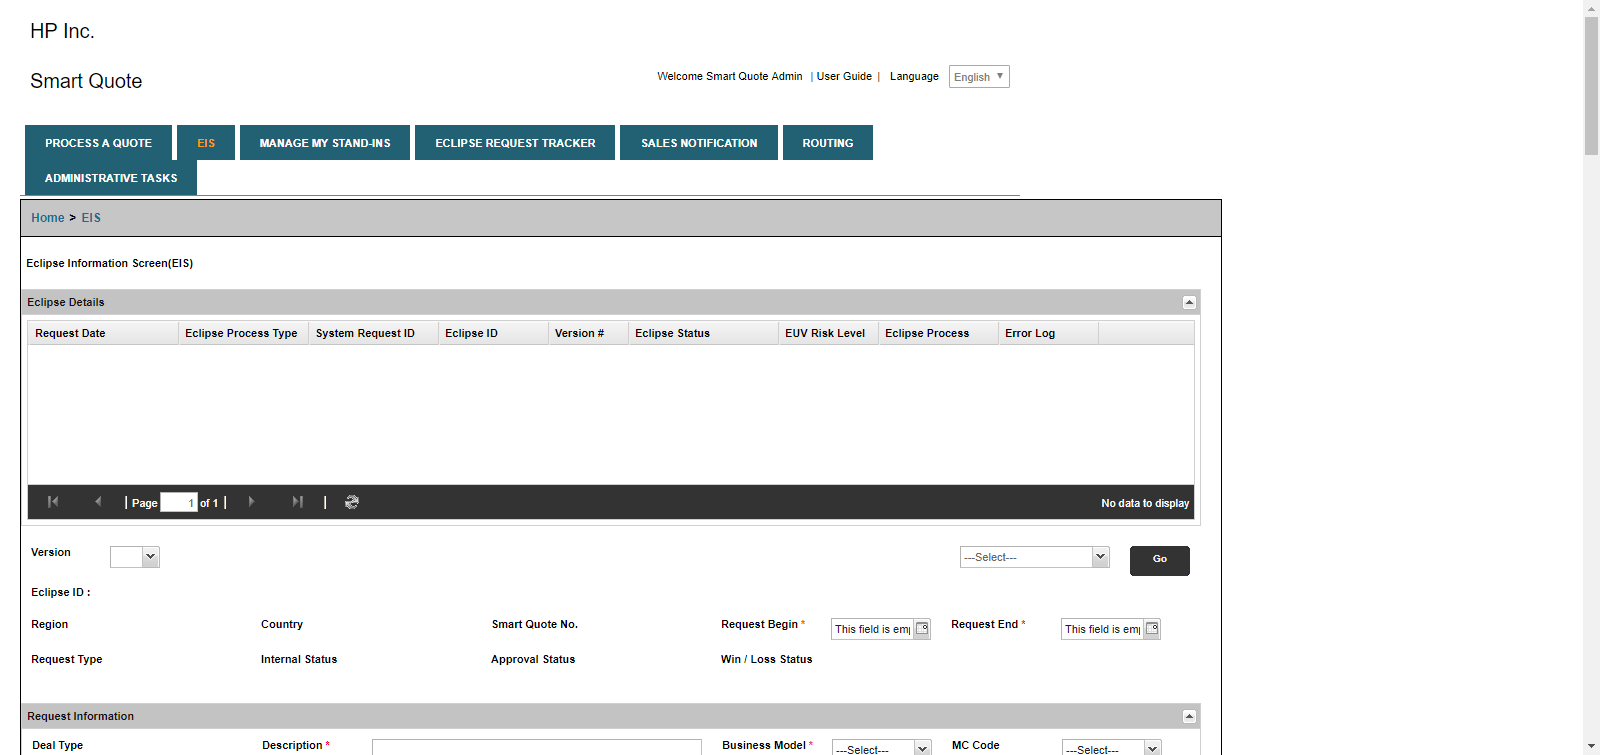 HP Inc.
Smart Quote
Welcome Smart Quote Admin | User Guide | Language English
PROCESS A QUOTE EIS MANAGE MY STAND-INS ECLIPSE REQUEST TRACKER SALES NOTIFICATION ROUTING
ADMINISTRATIVE TASKS
Home > EIS
Eclipse Information Screen(EIS)
Eclipse Details
Request Date Eclipse Process Type System Request ID Eclipse ID Version # Eclipse Status EUV Risk Level Eclipse Process Error Log
| Page 1 of 1 | | No data to display
Version ---Select--- Go
Eclipse ID :
Region Country Smart Quote No. Request Begin * This field is emp Request End * This field is emp
Request Type Internal Status Approval Status Win / Loss Status
Request Information
Deal Type Description * Business Model * ---Select--- MC Code ---Select---